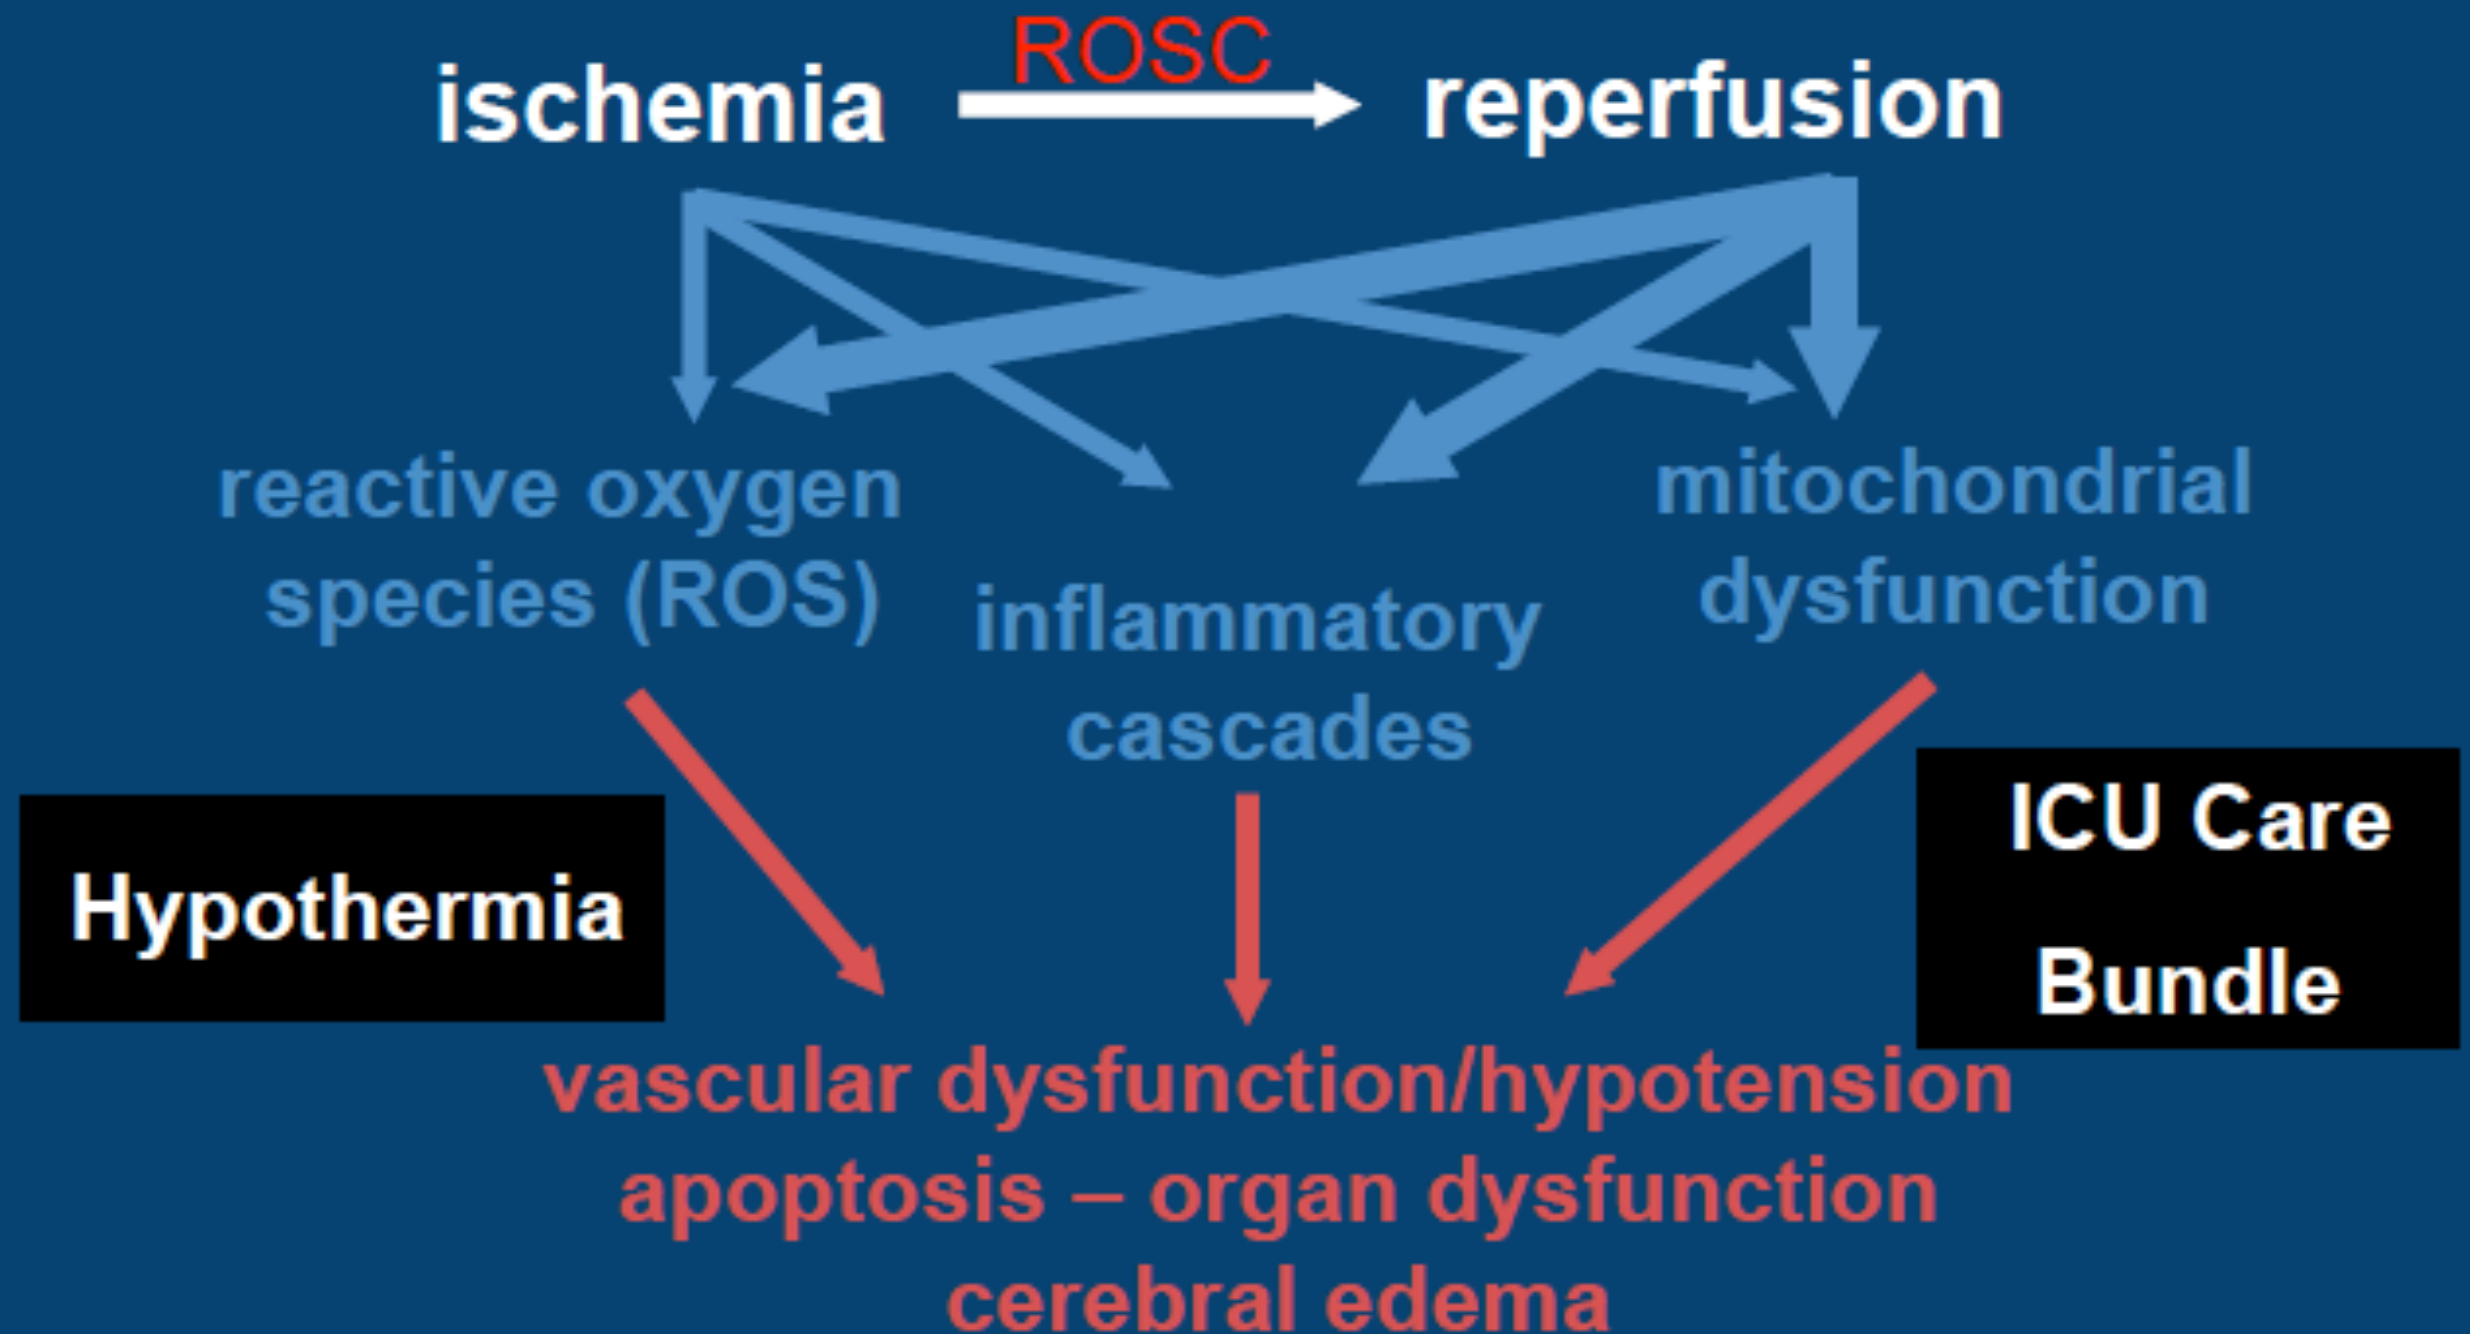 ROSC
ischemia
reperfusion
reactive oxygen
species (ROS)
inflammatory
cascades
mitochondrial
dysfunction
Hypothermia
ICU Care
Bundle
vascular dysfunction/hypotension
apoptosis – organ dysfunction
cerebral edema